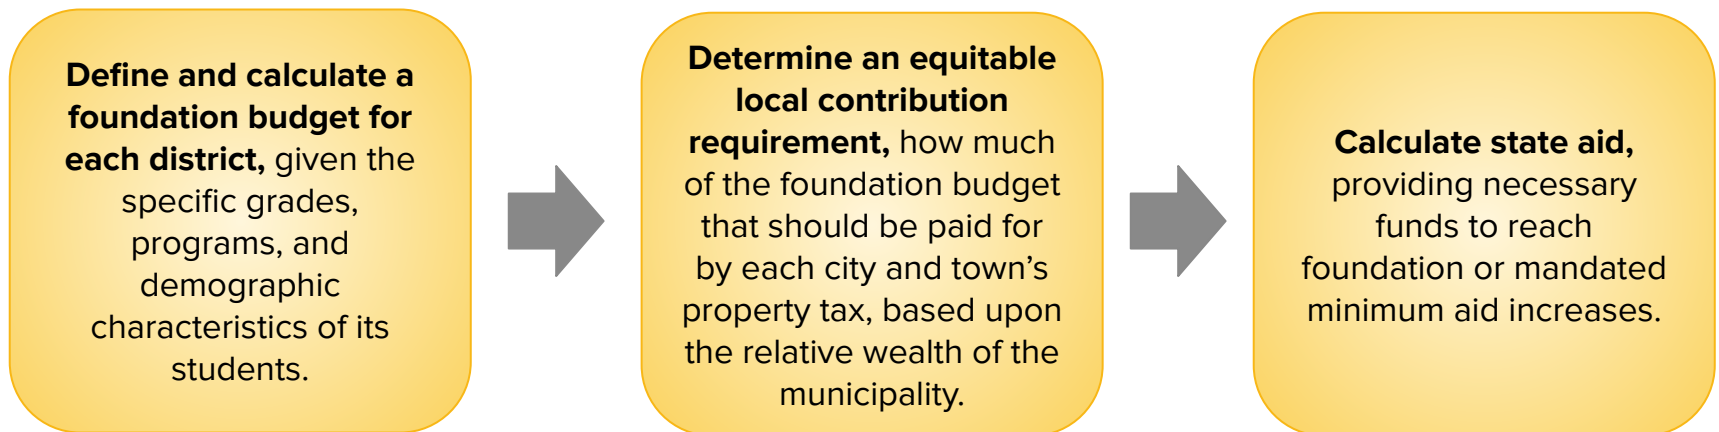 Define and calculate a
foundation budget for
each district, given the
specific grades,
programs, and
demographic
characteristics of its
students.
Determine an equitable
local contribution
requirement, how much
of the foundation budget
that should be paid for
by each city and town’s
property tax, based upon
the relative wealth of the
municipality.
Calculate state aid,
providing necessary
funds to reach
foundation or mandated
minimum aid increases.